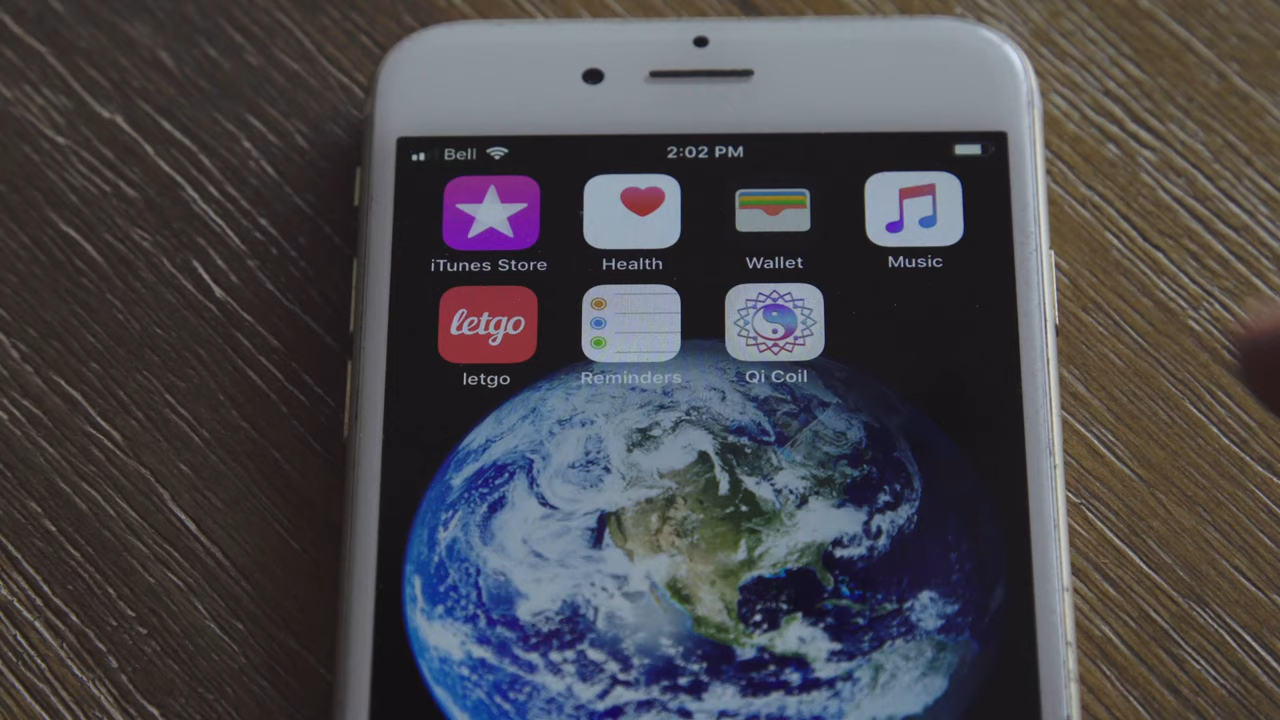 Bell 2:02 PM
iTunes Store Health Wallet Music
letgo
letgo Reminders Qi Coil